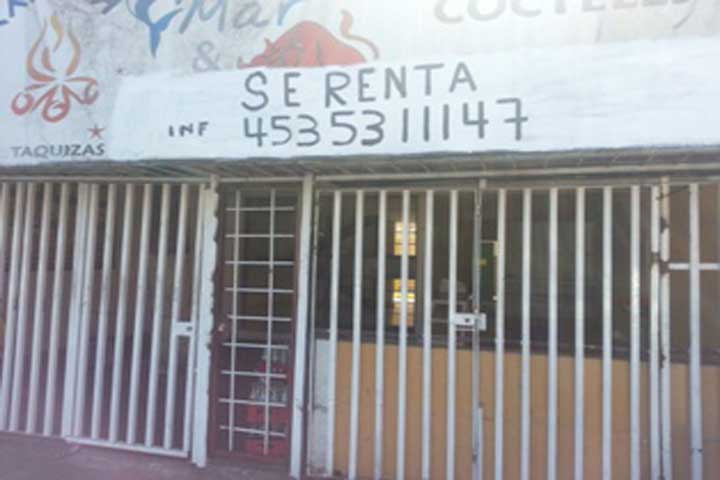 Mar
&
COCTELES
SE RENTA
INF 4535311147
TAQUIZAS